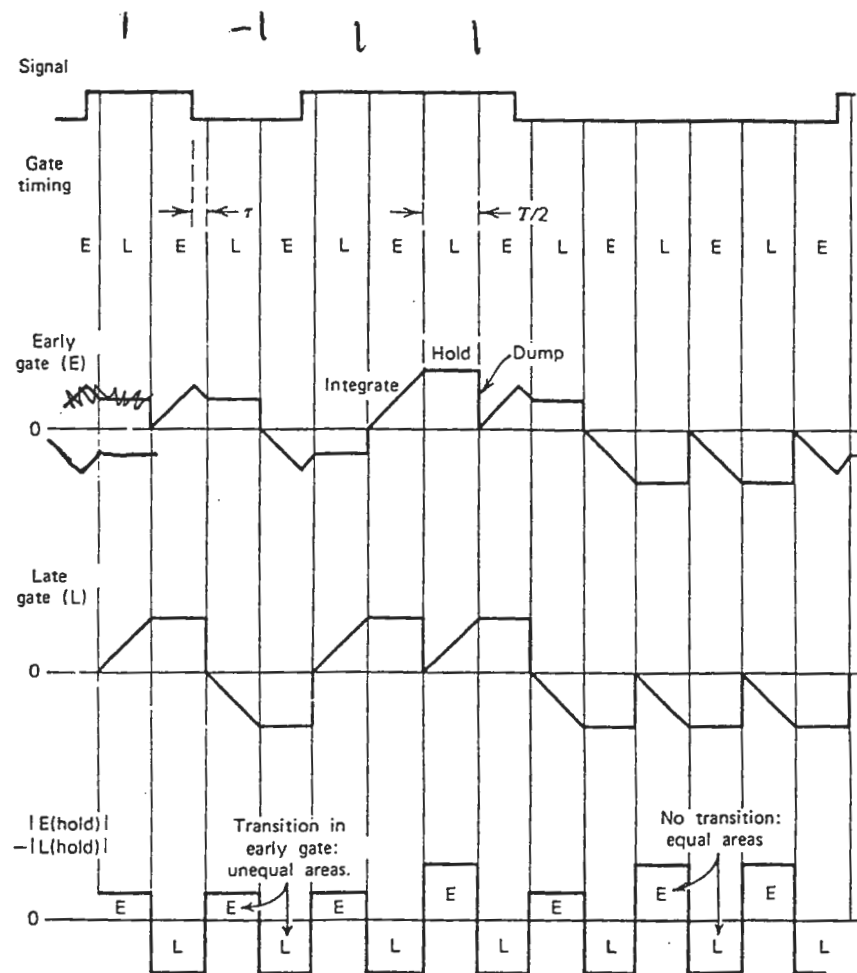 1 -1 1 1
Signal
Gate
timing
τ
T/2
E L E L E L E L E L E L E L E
Early
gate (E)
Integrate
Hold
Dump
0
Late
gate (L)
0
|E(hold)|
-|L(hold)|
Transition in
early gate:
unequal areas.
No transition:
equal areas
0
E E E E E E E
L L L L L L L